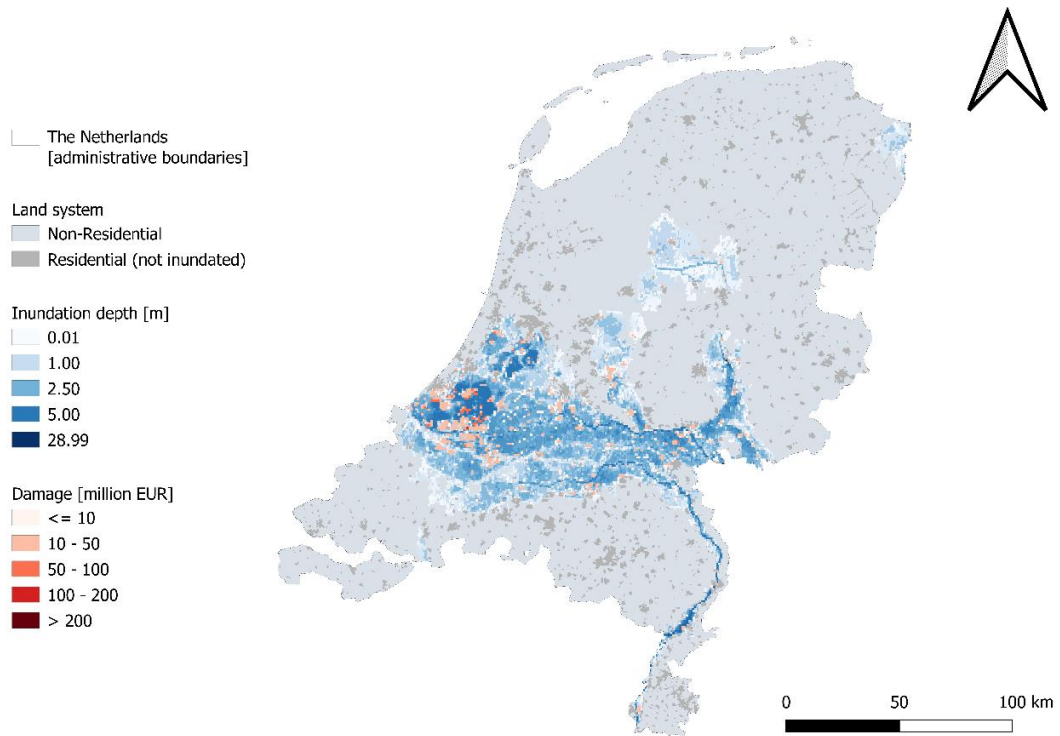 The Netherlands
[administrative boundaries]
Land system
Non-Residential
Residential (not inundated)
Inundation depth [m]
0.01
1.00
2.50
5.00
28.99
Damage [million EUR]
<= 10
10 - 50
50 - 100
100 - 200
> 200
0 50 100 km